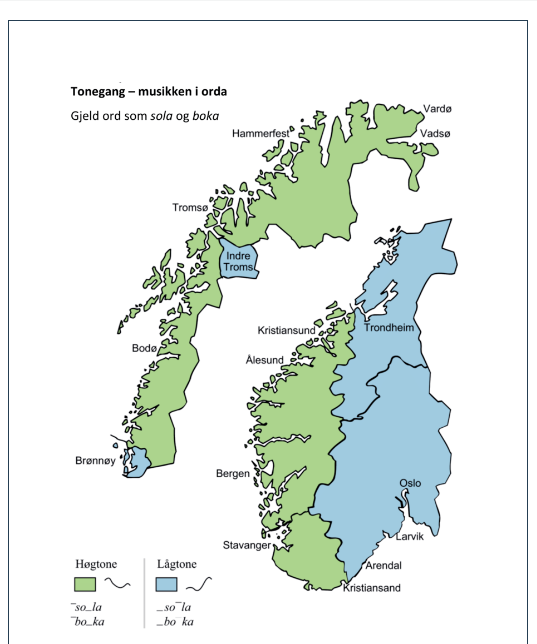 Tonegang – musikken i orda
Gjeld ord som sola og boka
Vardø
Hammerfest
Vadsø
Tromsø
Indre
Troms
Kristiansund
Trondheim
Bodø
Ålesund
Brønnøy
Bergen
Oslo
Stavanger
Larvik
Arendal
Kristiansand
Høgtone
Lågtone
¯so_la
¯bo_ka
_so¯la
_bo ka